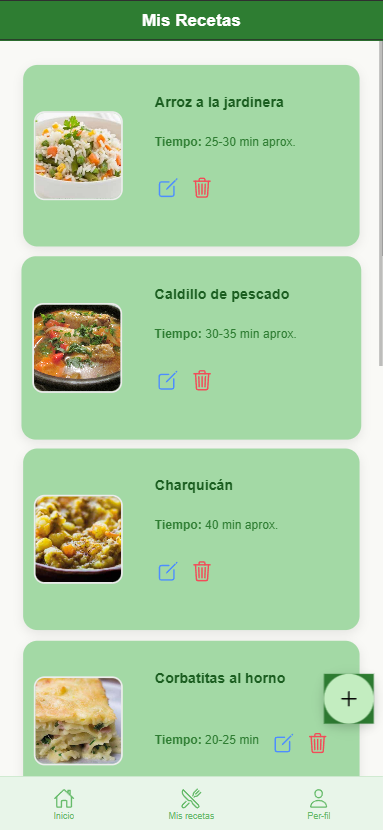 Mis Recetas
Arroz a la jardinera
Tiempo: 25-30 min aprox.
Caldillo de pescado
Tiempo: 30-35 min aprox.
Charquicán
Tiempo: 40 min aprox.
Corbatitas al horno
Tiempo: 20-25 min
Inicio
Mis recetas
Per-fil